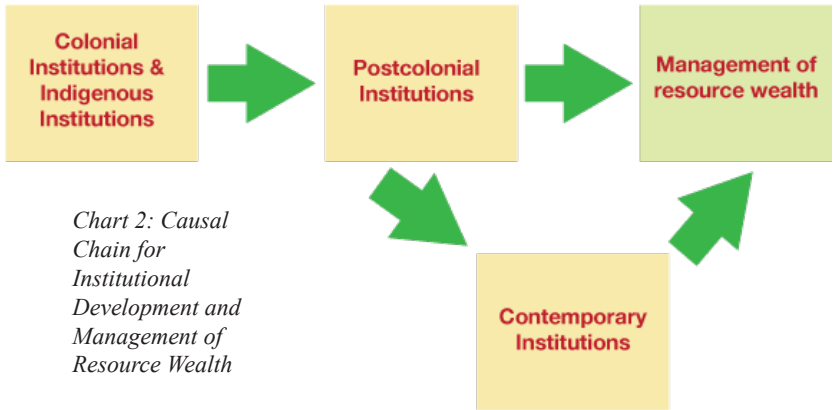 Colonial
Institutions &
Indigenous
Institutions
Postcolonial
Institutions
Management of
resource wealth
Chart 2: Causal
Chain for
Institutional
Development and
Management of
Resource Wealth
Contemporary
Institutions